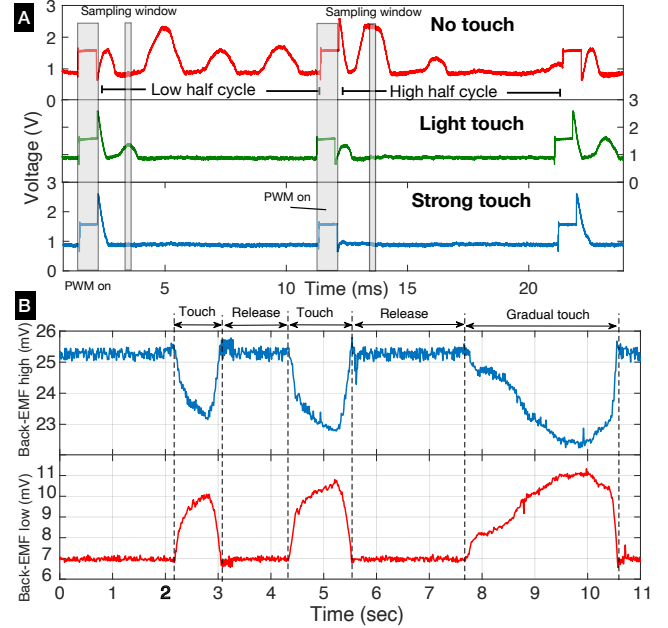 A
Sampling window
Sampling window
No touch
3
2
1
0
Low half cycle
High half cycle
Voltage (V)
Light touch
3
2
1
0
Strong touch
3
2
1
0
PWM on
PWM on
5
10
15
20
Time (ms)
B
Touch
Release
Touch
Release
Gradual touch
Back-EMF high (mV)
26
25
24
23
22
Back-EMF low (mV)
11
10
9
8
7
6
0
1
2
3
4
5
6
7
8
9
10
11
Time (sec)